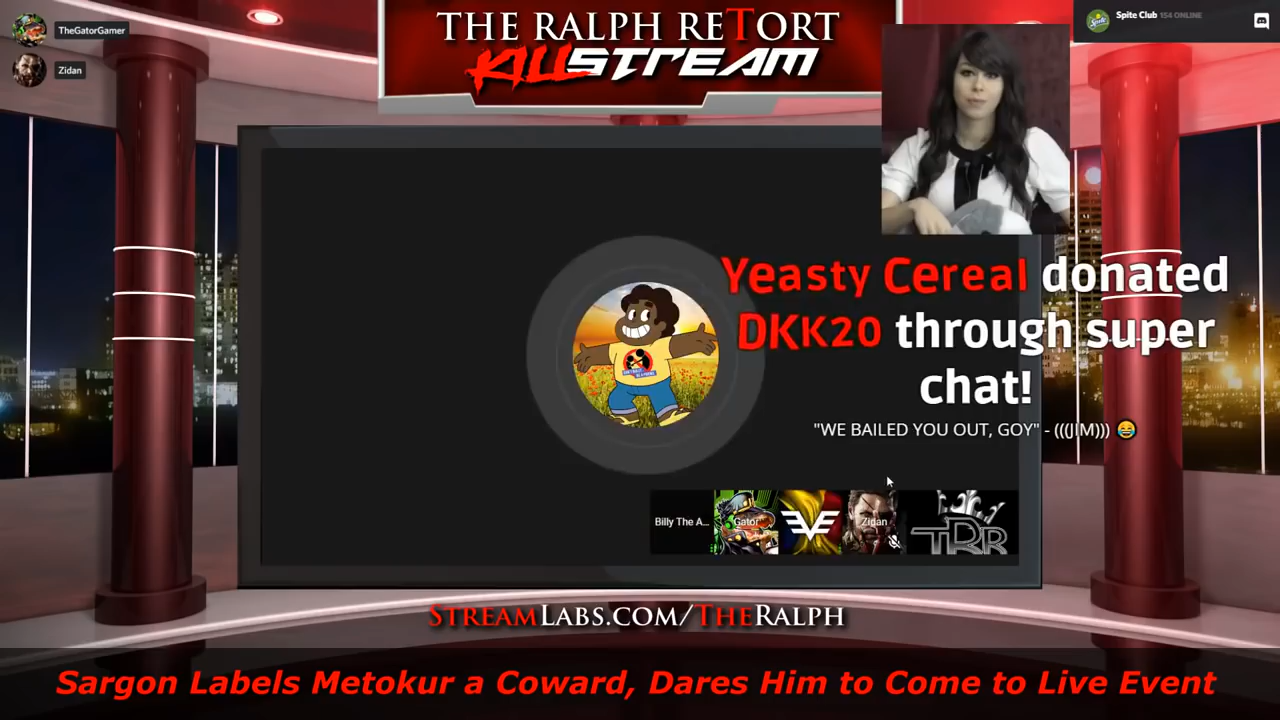 TheGatorGamer
Zidan
THE RALPH RETORT
KILLSTREAM
Spite Club 154 ONLINE
Yeasty Cereal donated
DKK20 through super
chat!
"WE BAILED YOU OUT, GOY" - (((JIM))) 😂
Billy The A...
Gator
Zidan
TRR
STREAMLABS.COM/THERALPH
Sargon Labels Metokur a Coward, Dares Him to Come to Live Event